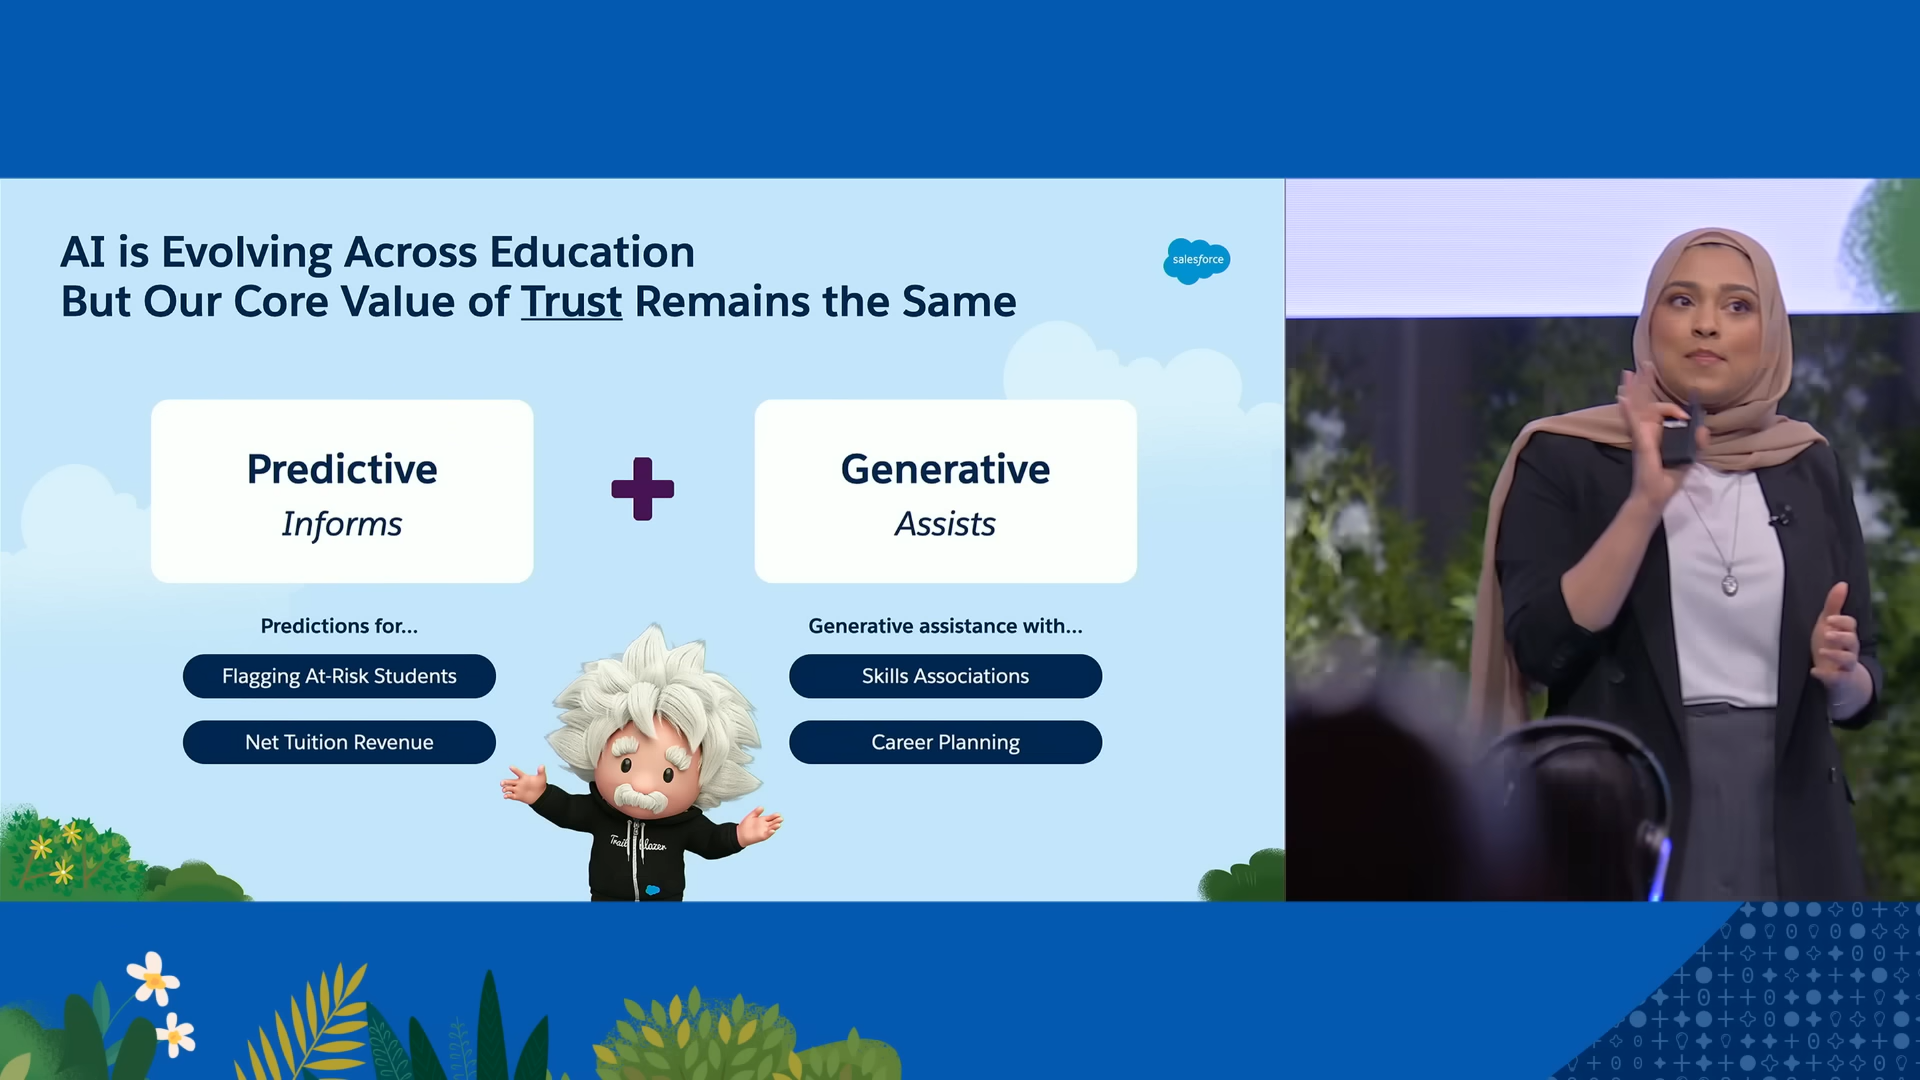 AI is Evolving Across Education
But Our Core Value of Trust Remains the Same
salesforce
Predictive
Informs
Generative
Assists
Predictions for...
Flagging At-Risk Students
Net Tuition Revenue
Generative assistance with...
Skills Associations
Career Planning
Trailblazer